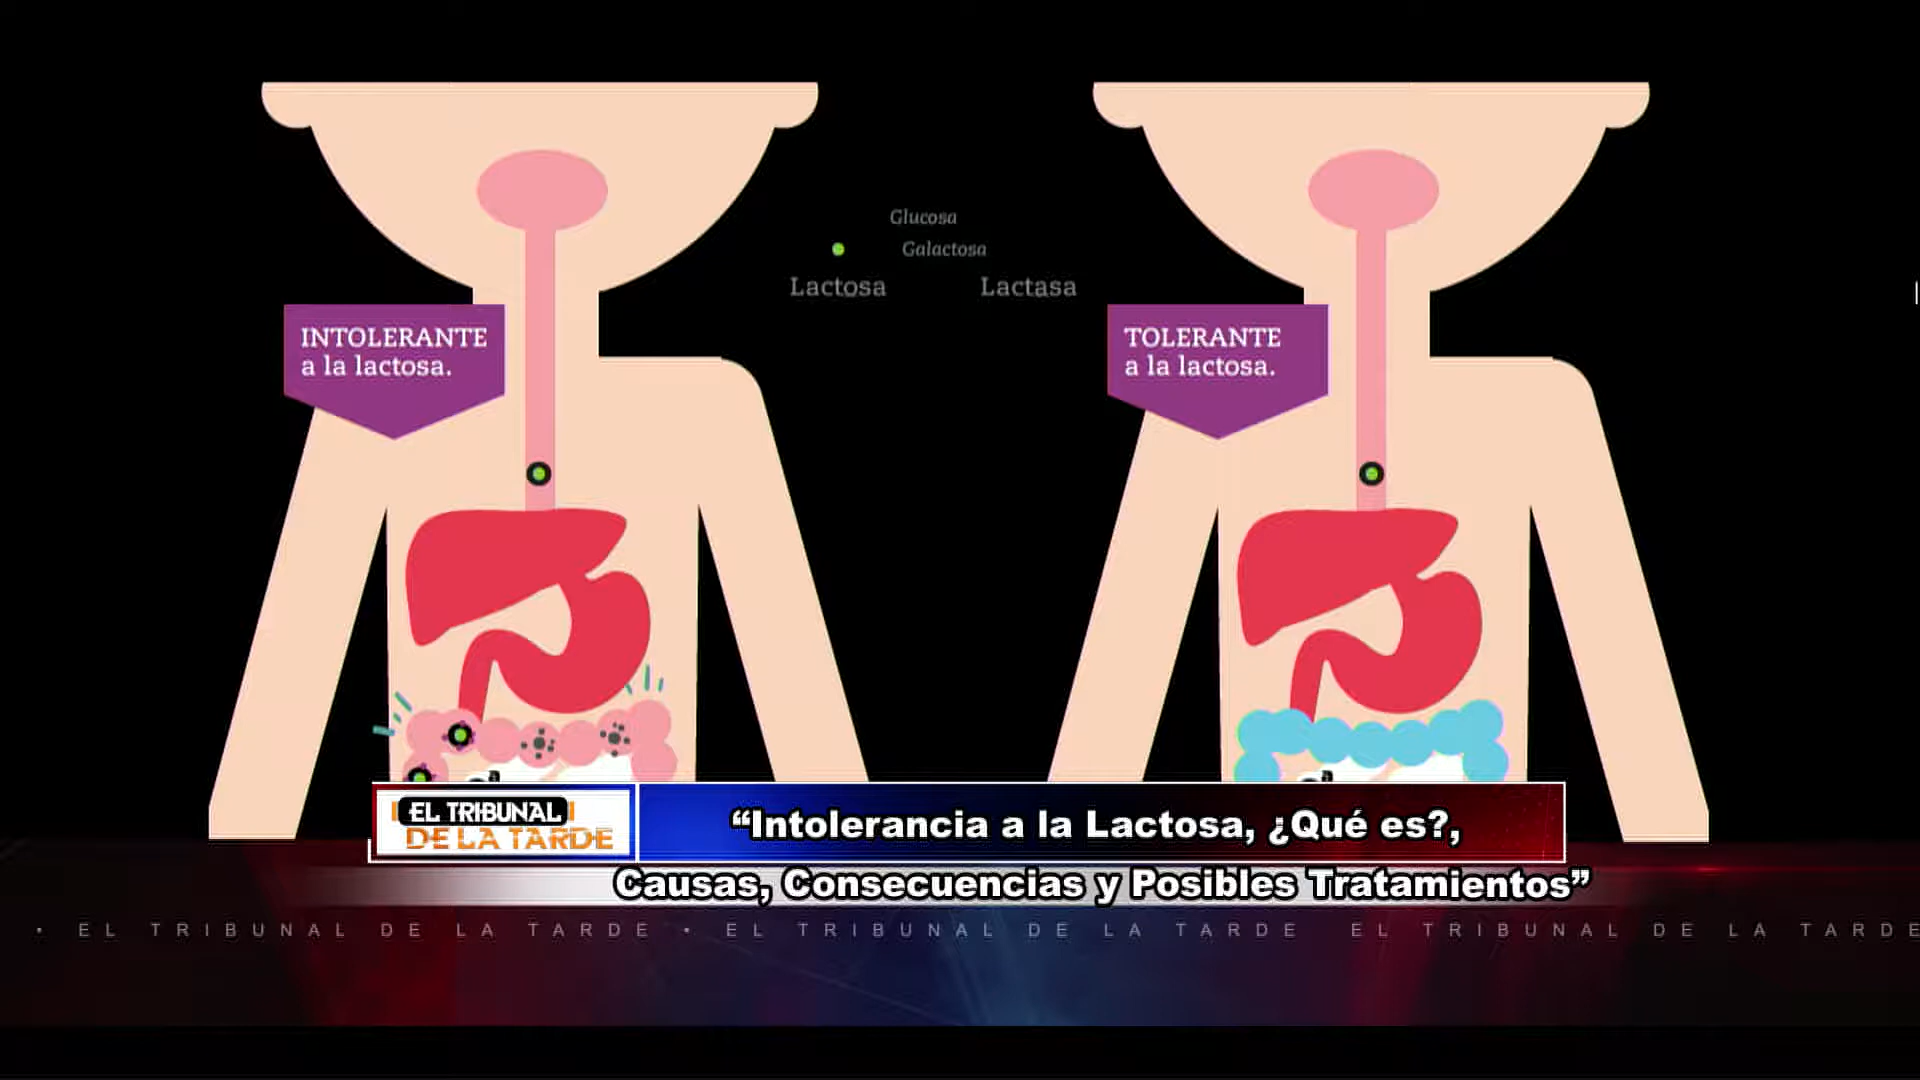 Glucosa
Galactosa
Lactosa
Lactasa
INTOLERANTE
a la lactosa.
TOLERANTE
a la lactosa.
EL TRIBUNAL
DE LA TARDE
“Intolerancia a la Lactosa, ¿Qué es?,
Causas, Consecuencias y Posibles Tratamientos”
• EL TRIBUNAL DE LA TARDE • EL TRIBUNAL DE LA TARDE EL TRIBUNAL DE LA TARDE